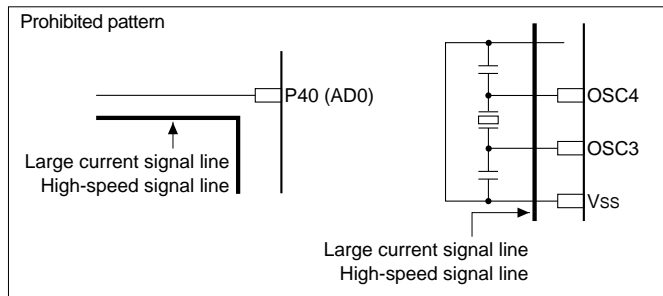 Prohibited pattern
P40 (AD0)
Large current signal line
High-speed signal line
OSC4
OSC3
VSS
Large current signal line
High-speed signal line